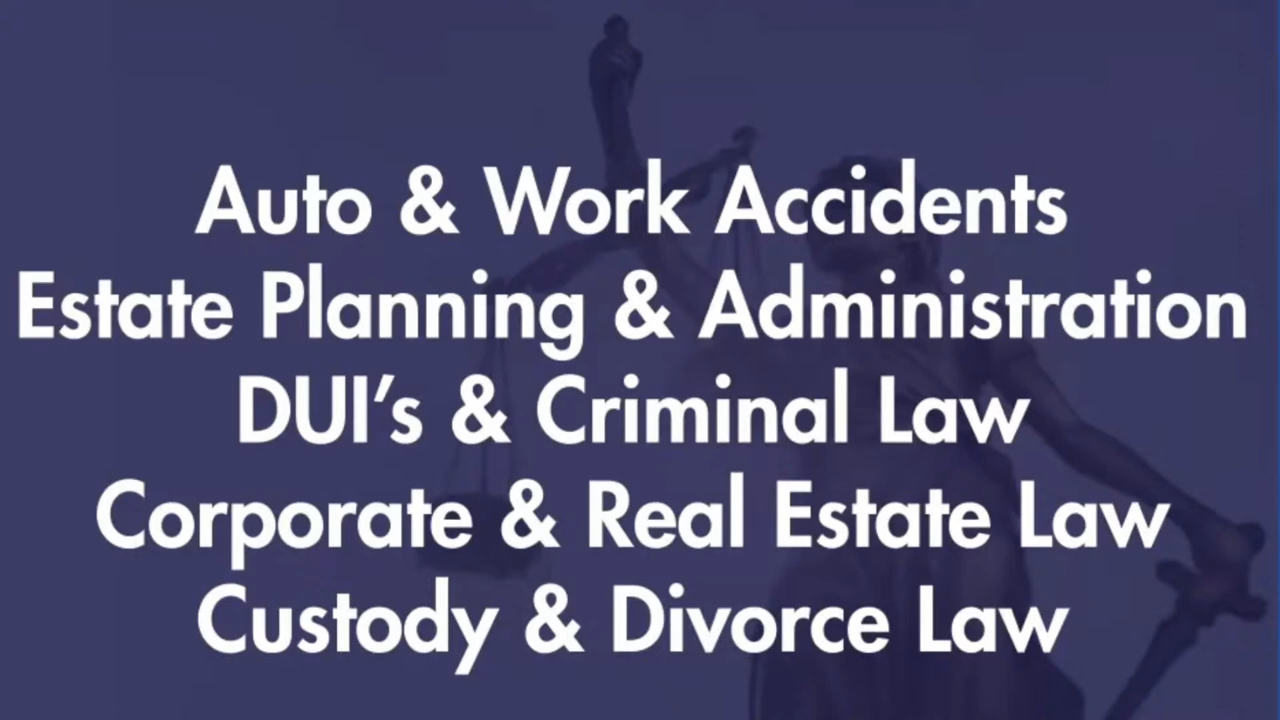 Auto & Work Accidents
Estate Planning & Administration
DUI’s & Criminal Law
Corporate & Real Estate Law
Custody & Divorce Law